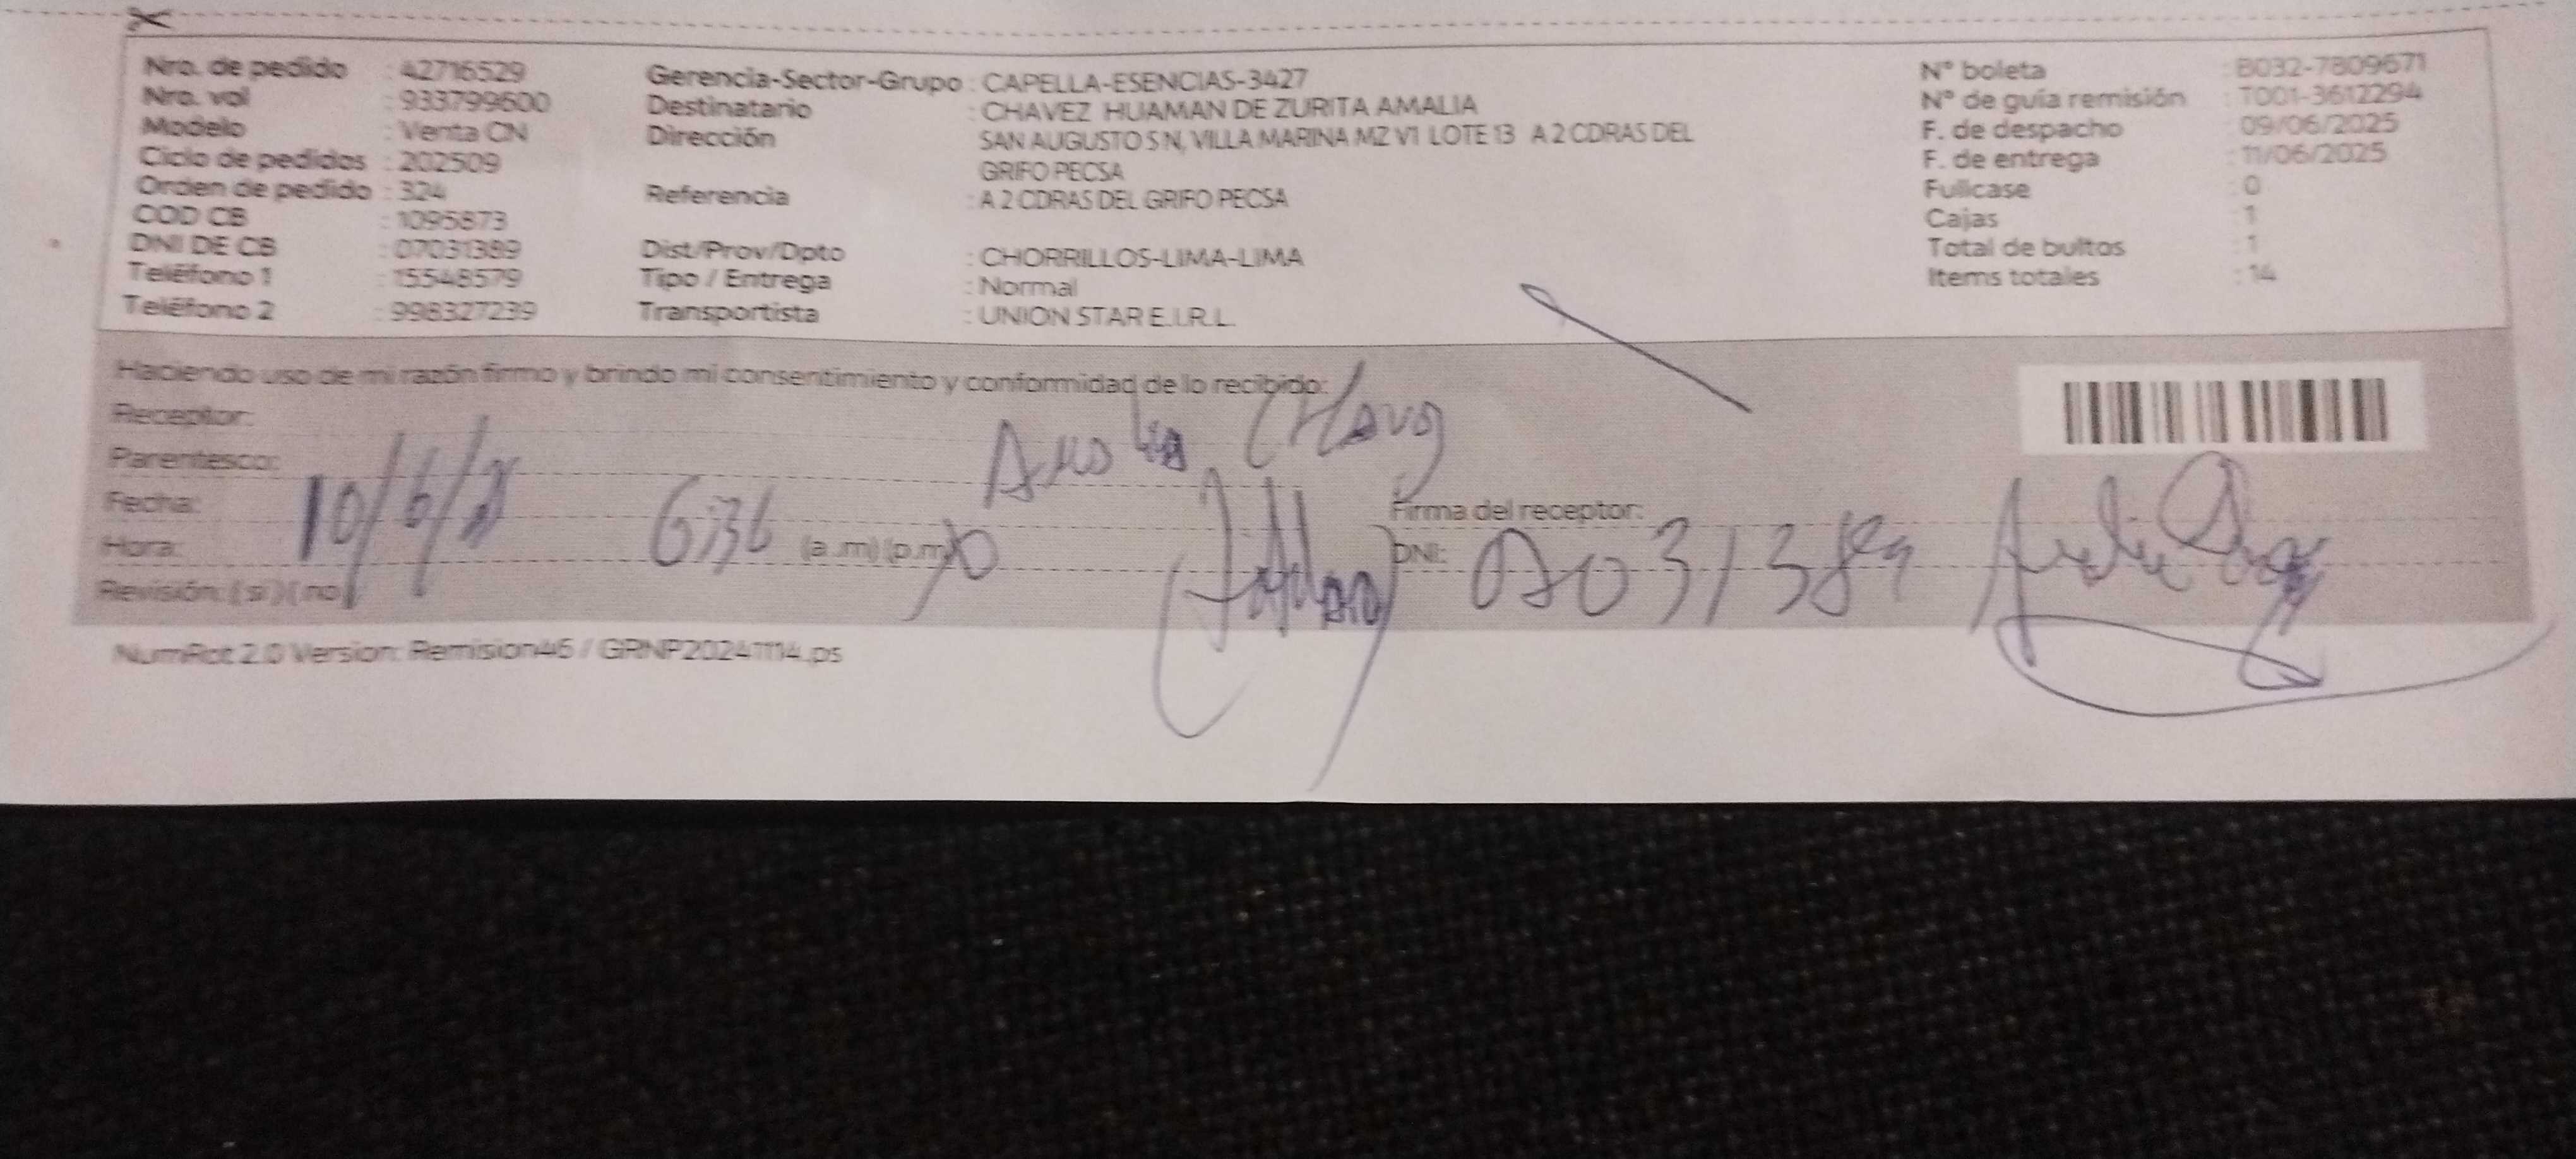 Nro. de pedido : 42716529
Nro. vol : 933799600
Modelo : Venta CN
Ciclo de pedidos : 202509
Orden de pedido : 324
COD CB : 1095873
DNI DE CB : 07031389
Teléfono 1 : 15548579
Teléfono 2 : 998327239
Gerencia-Sector-Grupo : CAPELLA-ESENCIAS-3427
Destinatario : CHAVEZ HUAMAN DE ZURITA AMALIA
Dirección SAN AUGUSTO S N, VILLA MARINA MZ V1 LOTE 13 A 2 CDRAS DEL
GRIFO PECSA
Referencia : A 2 CDRAS DEL GRIFO PECSA
Dist/Prov/Dpto : CHORRILLOS-LIMA-LIMA
Tipo / Entrega : Normal
Transportista : UNION STAR E.I.R.L.
N° boleta : B032-7809671
N° de guía remisión : T001-3612294
F. de despacho : 09/06/2025
F. de entrega : 11/06/2025
Fullcase : 0
Cajas : 1
Total de bultos : 1
Items totales : 14
Haciendo uso de mi razón firmo y brindo mi consentimiento y conformidad de lo recibido:
Receptor:
Parentesco:
Fecha: 10/6/
Hora: 6:36 (a.m) (p.m)
Revisión: ( si ) ( no )
Firma del receptor:
DNI: 07031389
NumRot 2.0 Version: Remision46 / GRNP20241114.ps